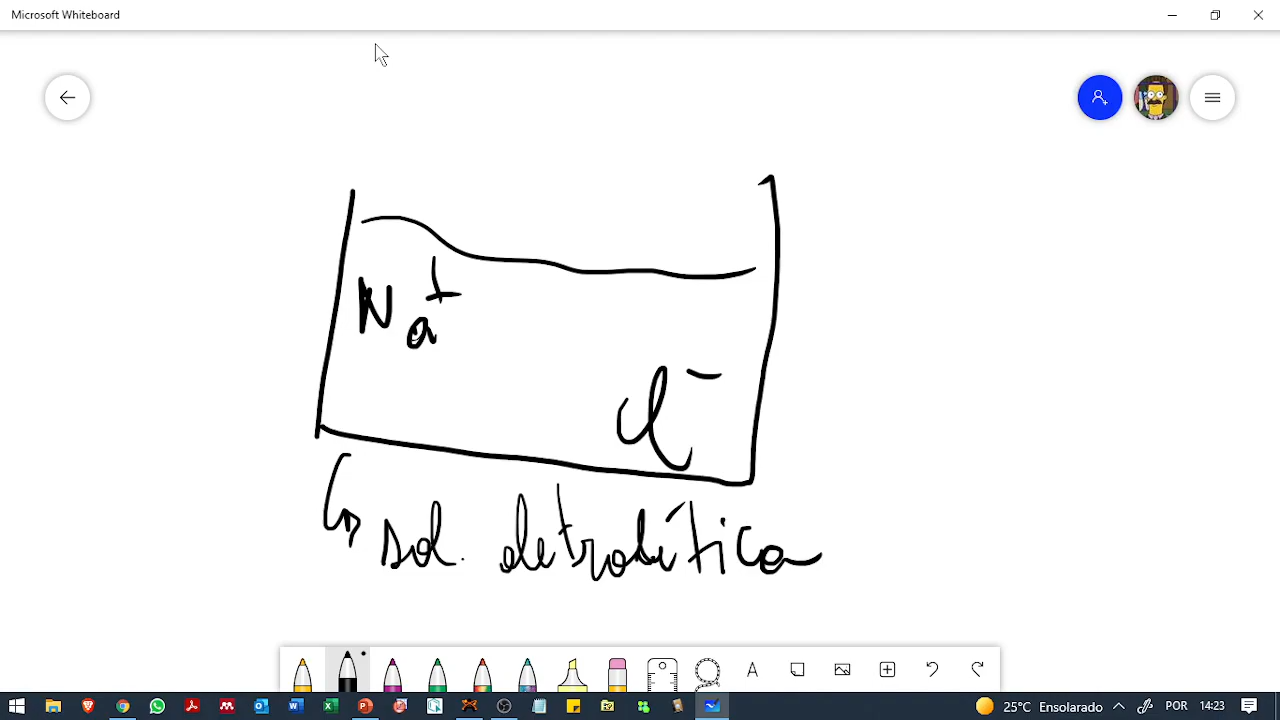 Microsoft Whiteboard
Na+
Cl-
sol. eletrolítica
A
25°C Ensolarado
POR
14:23